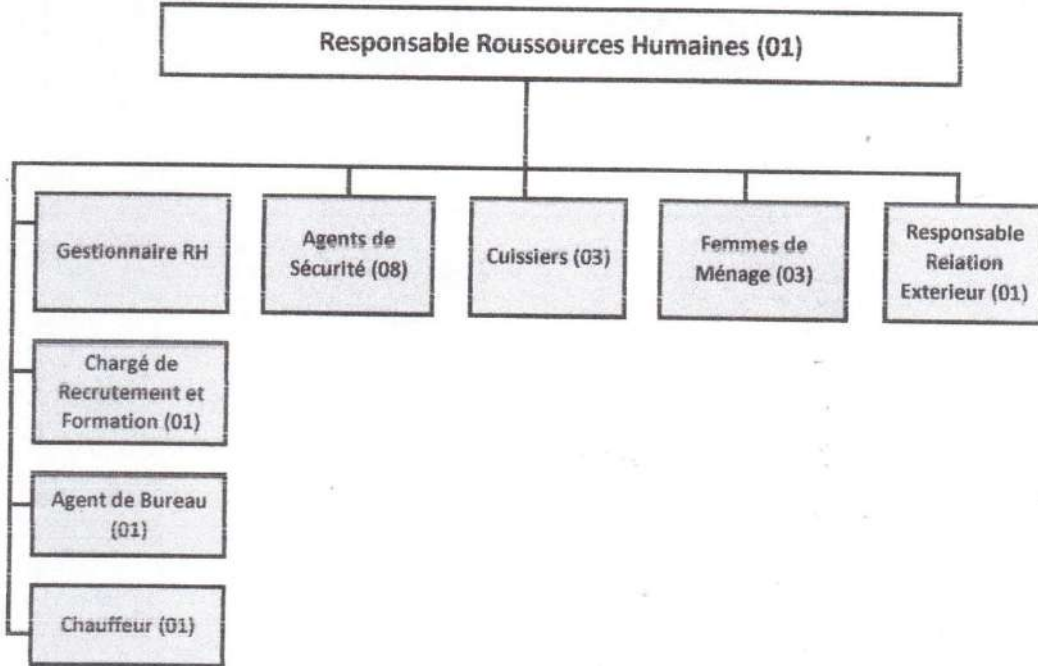 Responsable Roussources Humaines (01)
Gestionnaire RH
Agents de
Sécurité (08)
Cuissiers (03)
Femmes de
Ménage (03)
Responsable
Relation
Exterieur (01)
Chargé de
Recrutement et
Formation (01)
Agent de Bureau
(01)
Chauffeur (01)